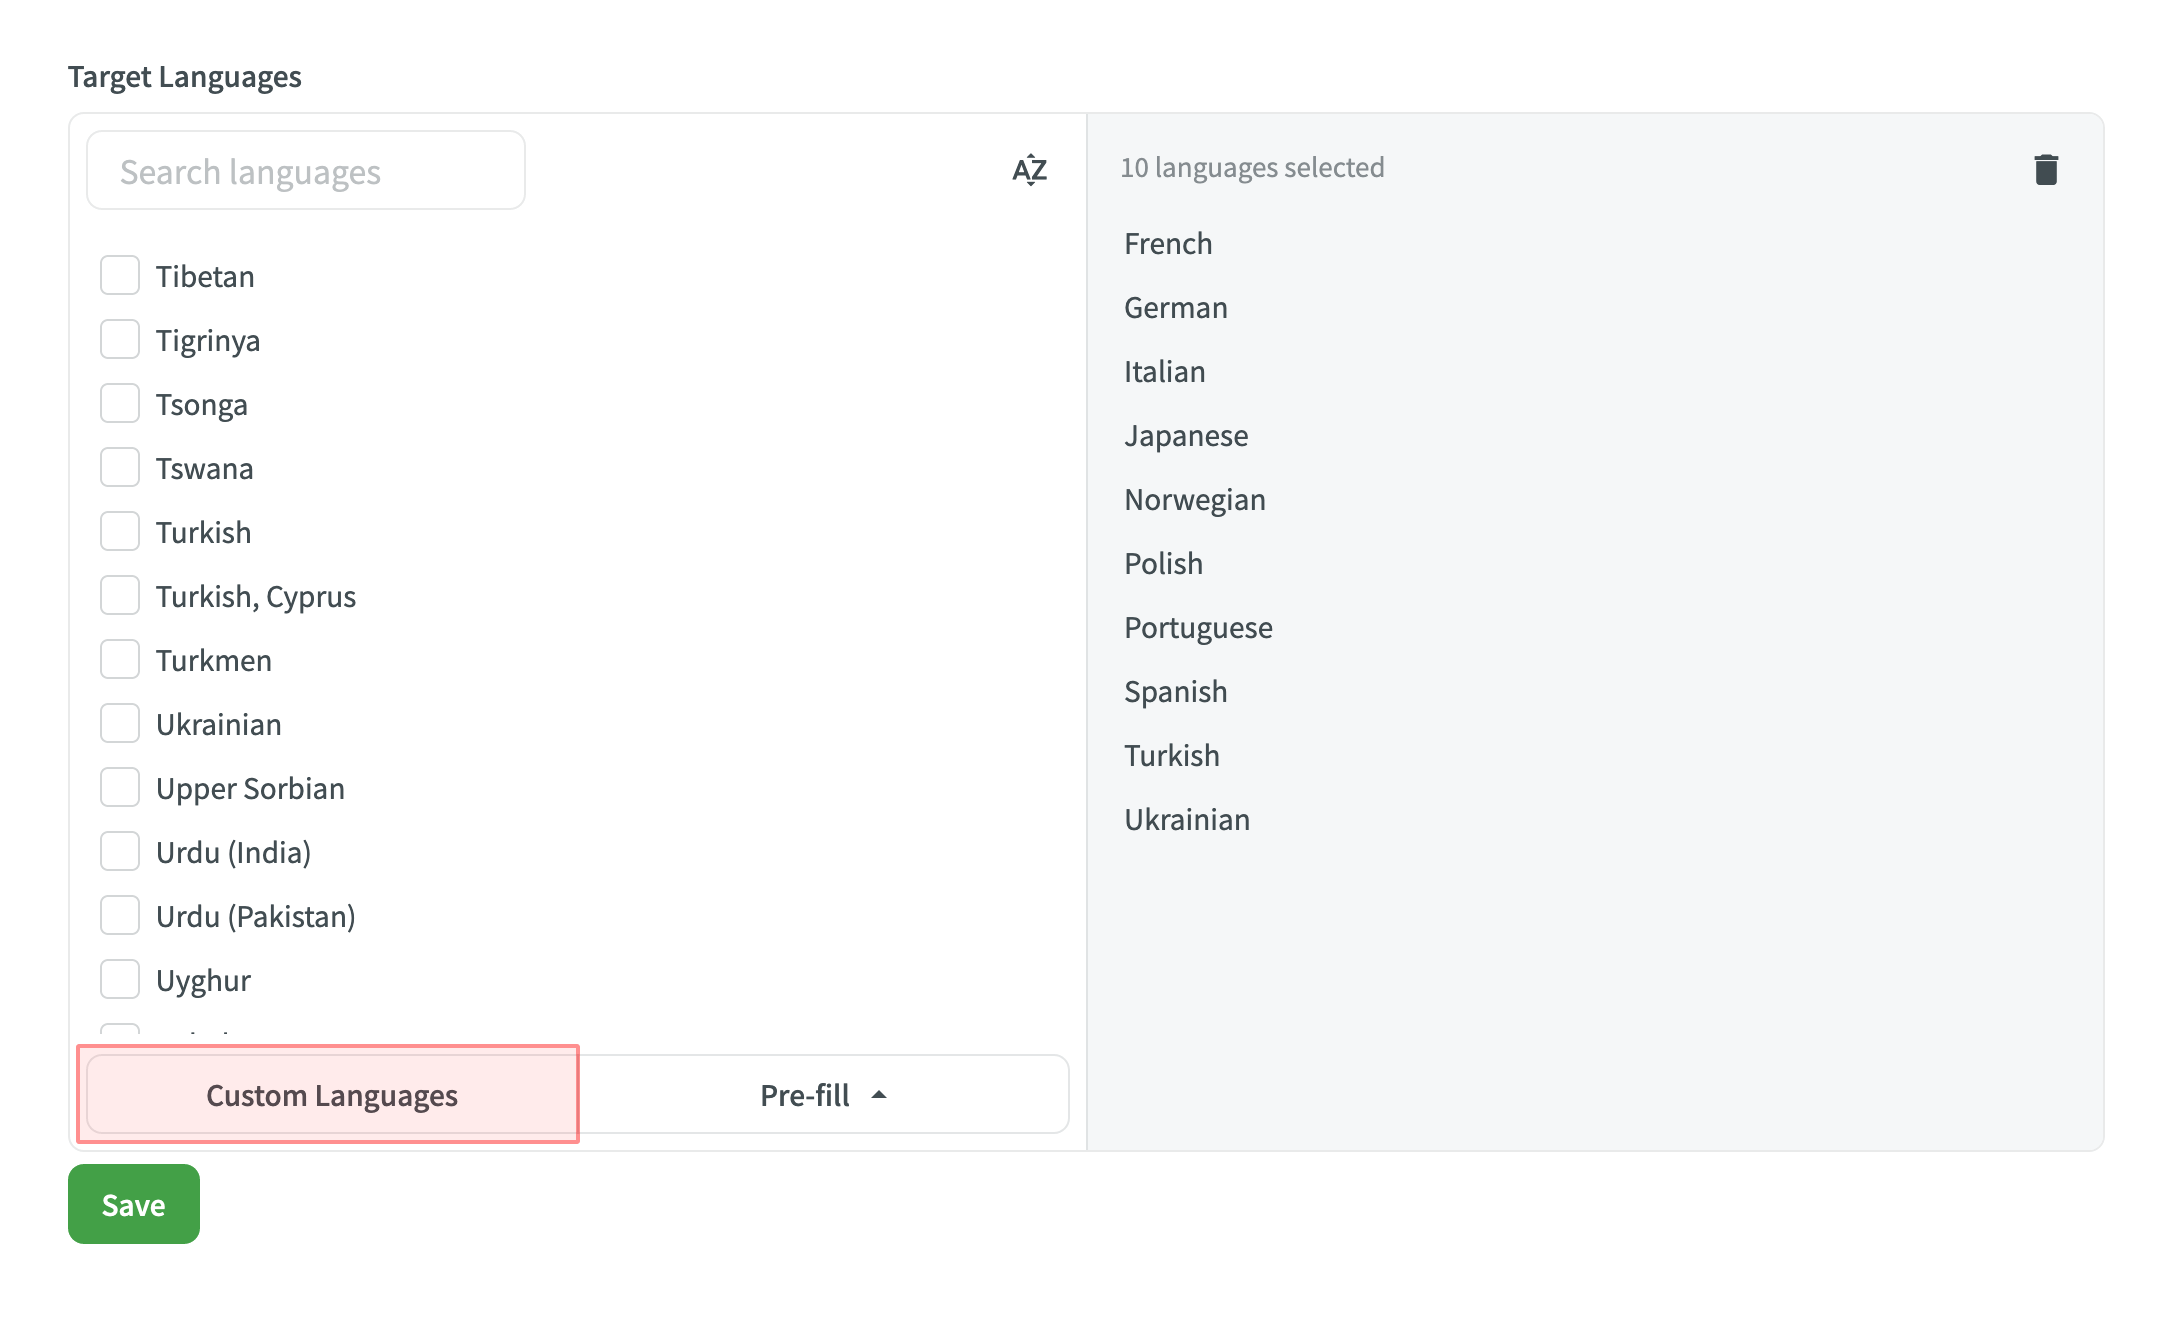 Target Languages
Search languages
AZ
Tibetan
Tigrinya
Tsonga
Tswana
Turkish
Turkish, Cyprus
Turkmen
Ukrainian
Upper Sorbian
Urdu (India)
Urdu (Pakistan)
Uyghur
Custom Languages
Pre-fill
10 languages selected
French
German
Italian
Japanese
Norwegian
Polish
Portuguese
Spanish
Turkish
Ukrainian
Save